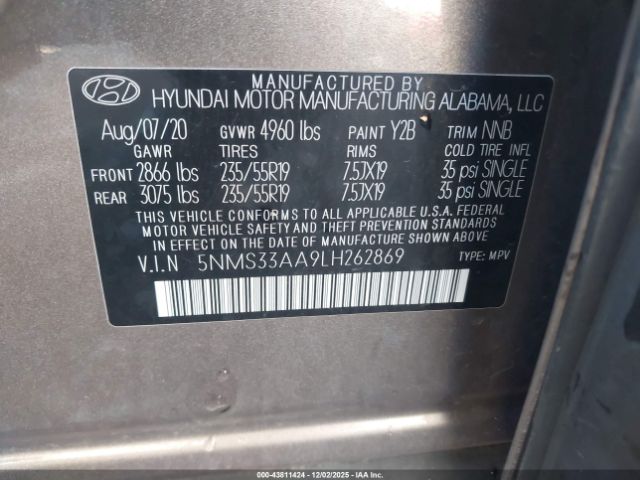 MANUFACTURED BY
HYUNDAI MOTOR MANUFACTURING ALABAMA, LLC
Aug/07/20 GVWR 4960 lbs PAINT Y2B TRIM NNB
GAWR TIRES RIMS COLD TIRE INFL
FRONT 2866 lbs 235/55R19 7.5JX19 35 psi SINGLE
REAR 3075 lbs 235/55R19 7.5JX19 35 psi SINGLE
THIS VEHICLE CONFORMS TO ALL APPLICABLE U.S.A. FEDERAL
MOTOR VEHICLE SAFETY, BUMPER, AND THEFT PREVENTION
STANDARDS IN EFFECT ON THE DATE OF MANUFACTURE SHOWN ABOVE.
V.I.N 5NMS33AA9LH262869 TYPE: MPV
000-43811424 - 12/02/2025 - IAAI.COM